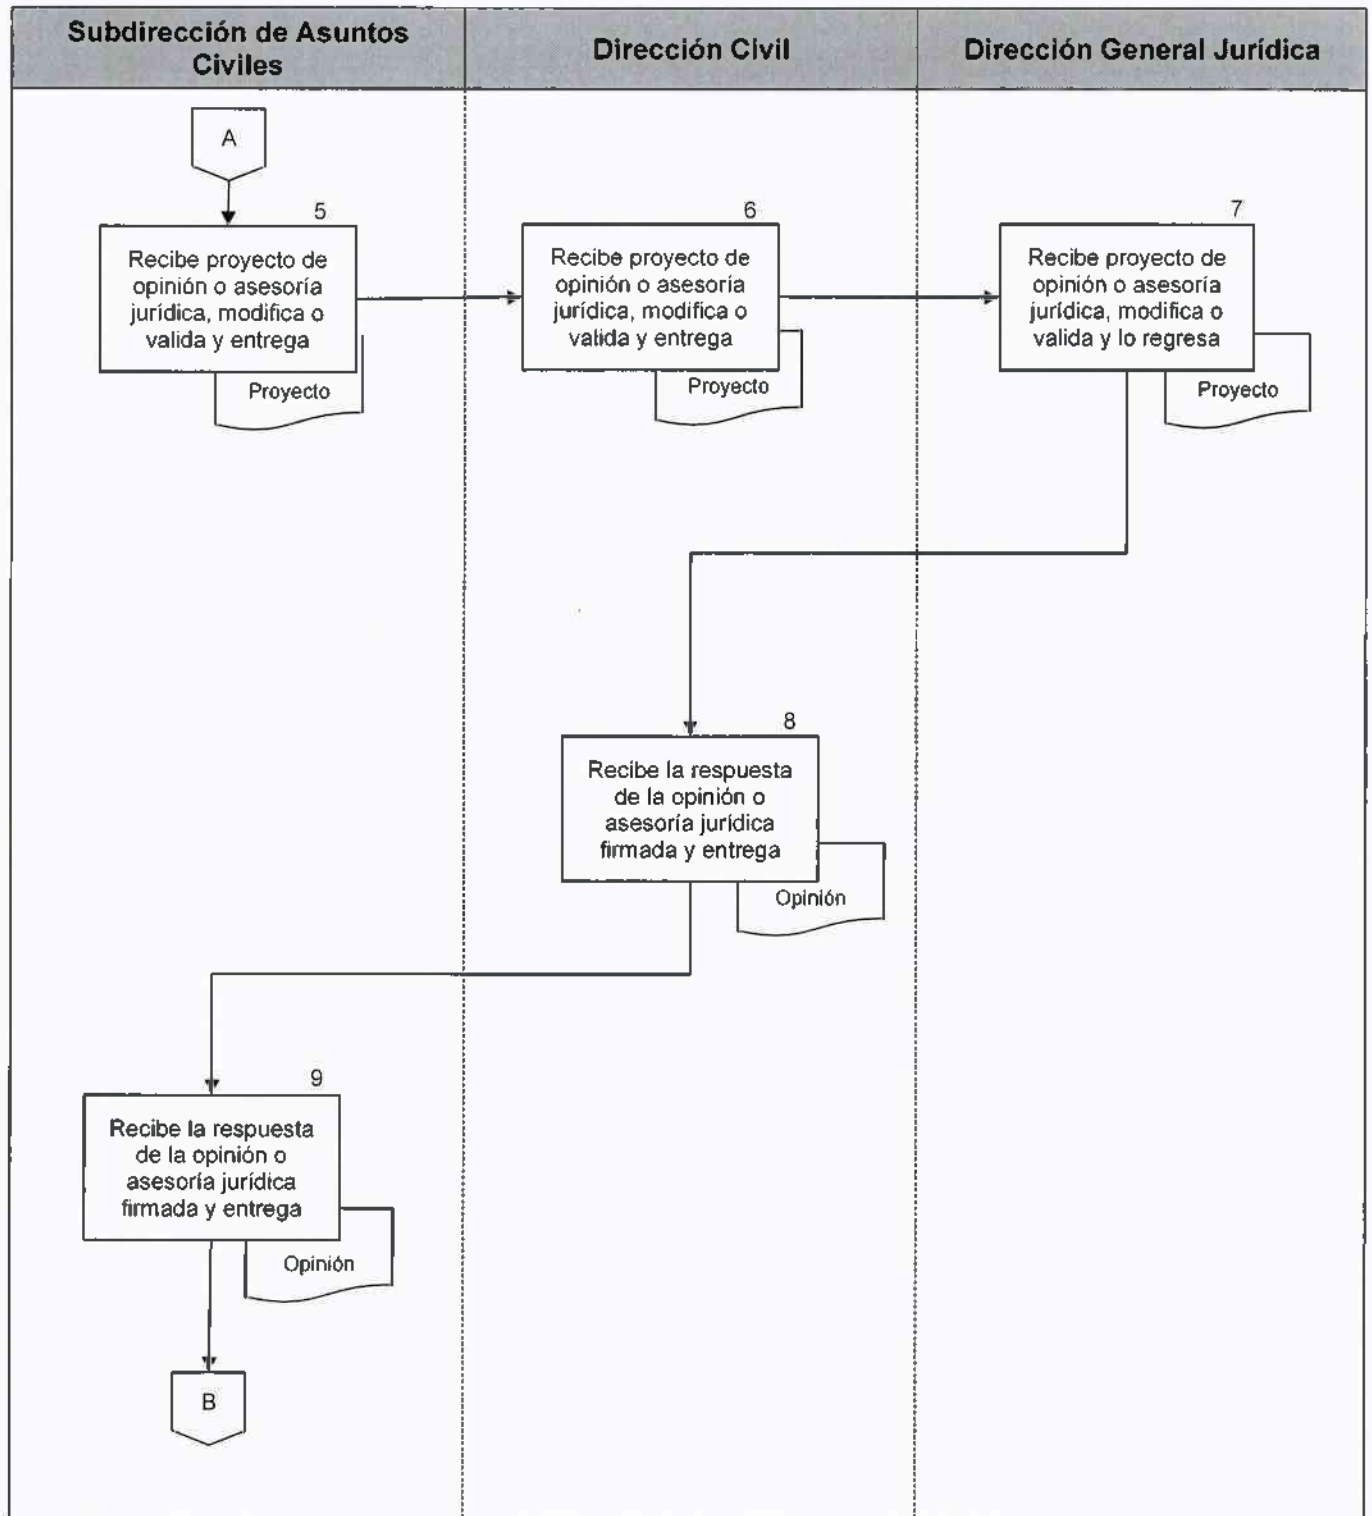 Subdirección de Asuntos
Civiles
Dirección Civil
Dirección General Jurídica
A
5
Recibe proyecto de
opinión o asesoría
jurídica, modifica o
valida y entrega
Proyecto
6
Recibe proyecto de
opinión o asesoría
jurídica, modifica o
valida y entrega
Proyecto
7
Recibe proyecto de
opinión o asesoría
jurídica, modifica o
valida y lo regresa
Proyecto
8
Recibe la respuesta
de la opinión o
asesoría jurídica
firmada y entrega
Opinión
9
Recibe la respuesta
de la opinión o
asesoría jurídica
firmada y entrega
Opinión
B